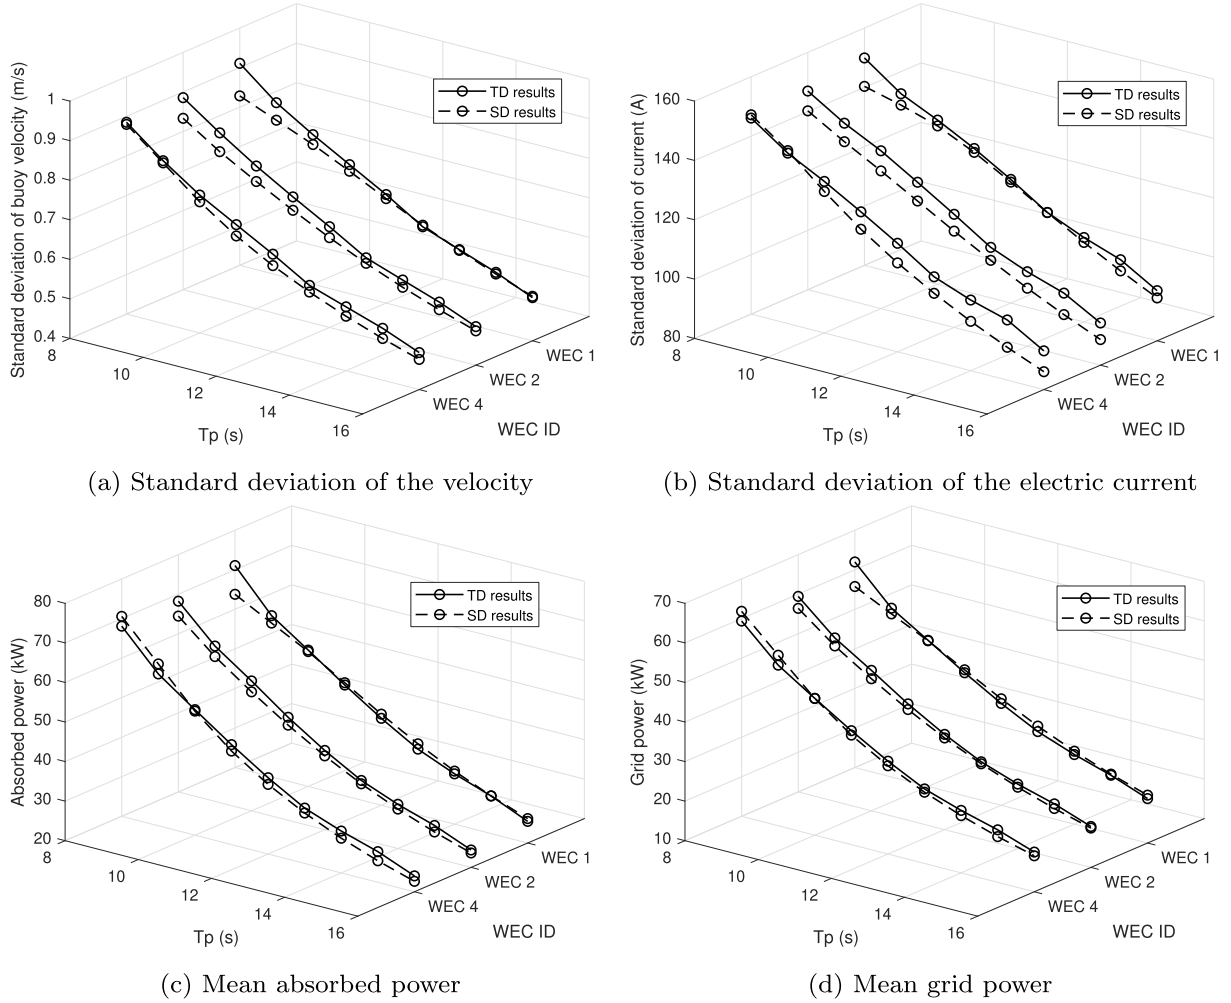 Standard deviation of buoy velocity (m/s)
1
0.9
0.8
0.7
0.6
0.5
0.4
8
10
12
14
16
Tp (s)
WEC 1
WEC 2
WEC 4
WEC ID
TD results
SD results
(a) Standard deviation of the velocity
Standard deviation of current (A)
160
140
120
100
80
8
10
12
14
16
Tp (s)
WEC 1
WEC 2
WEC 4
WEC ID
TD results
SD results
(b) Standard deviation of the electric current
Absorbed power (kW)
80
70
60
50
40
30
20
8
10
12
14
16
Tp (s)
WEC 1
WEC 2
WEC 4
WEC ID
TD results
SD results
(c) Mean absorbed power
Grid power (kW)
70
60
50
40
30
20
10
8
10
12
14
16
Tp (s)
WEC 1
WEC 2
WEC 4
WEC ID
TD results
SD results
(d) Mean grid power